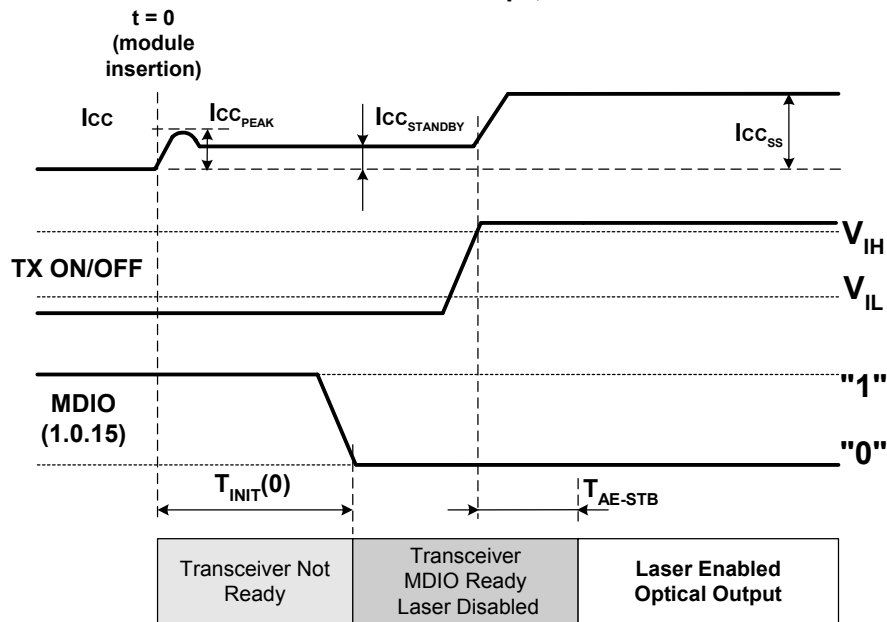 t = 0
(module
insertion)
Icc
IccPEAK
IccSTANDBY
IccSS
TX ON/OFF
VIH
VIL
MDIO
(1.0.15)
"1"
"0"
TINIT(0)
TAE-STB
Transceiver Not
Ready
Transceiver
MDIO Ready
Laser Disabled
Laser Enabled
Optical Output